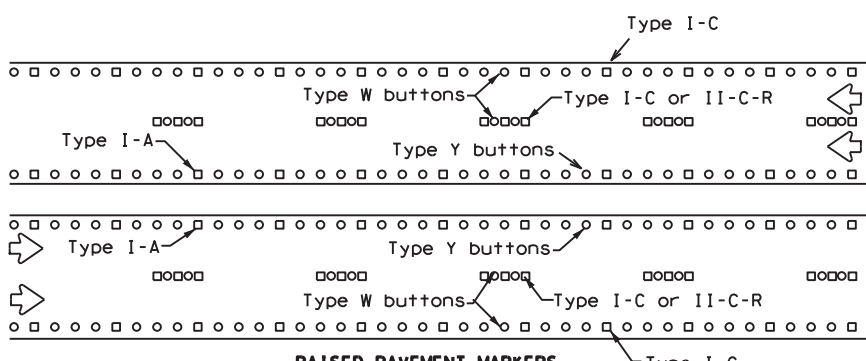 Type I-C
Type W buttons
Type I-C or II-C-R
Type I-A
Type Y buttons
Type I-A
Type Y buttons
Type W buttons
Type I-C or II-C-R
RAISED PAVEMENT MARKERS
Type I-C